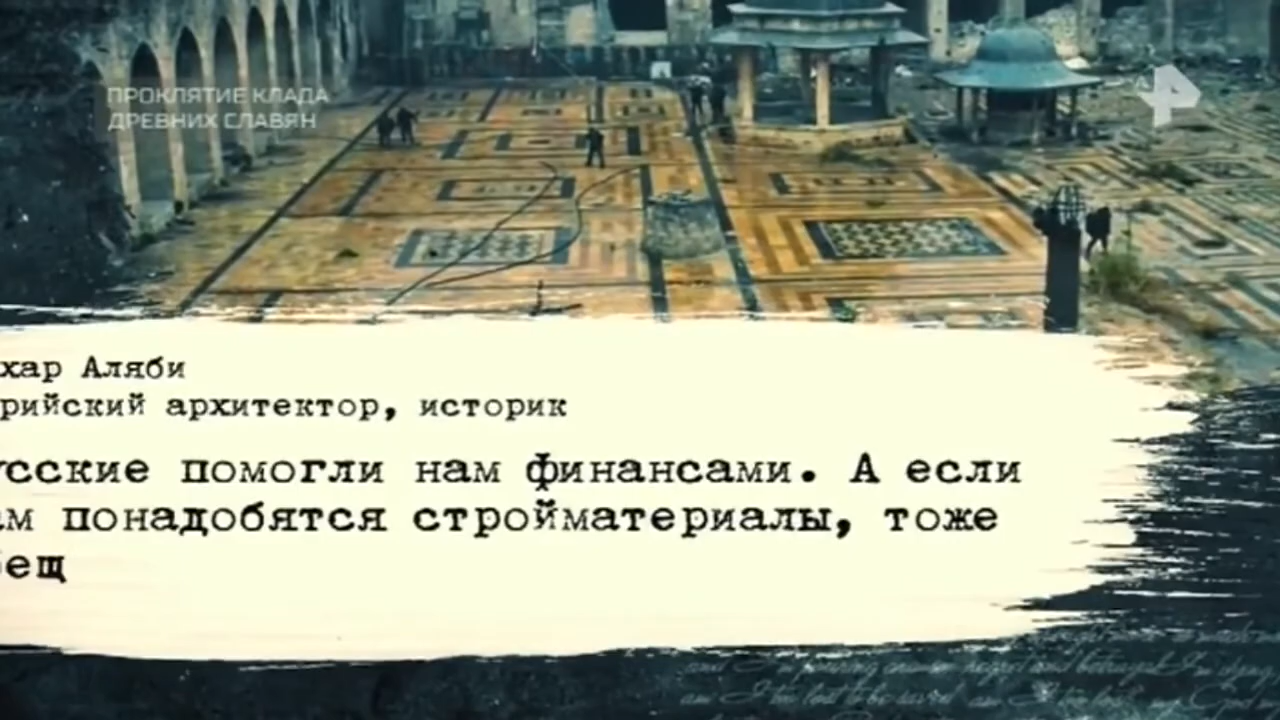 ПРОКЛЯТИЕ КЛАДА
ДРЕВНИХ СЛАВЯН
хар Аляби
рийский архитектор, историк
усские помогли нам финансами. А если
ам понадобятся стройматериалы, тоже
бещ